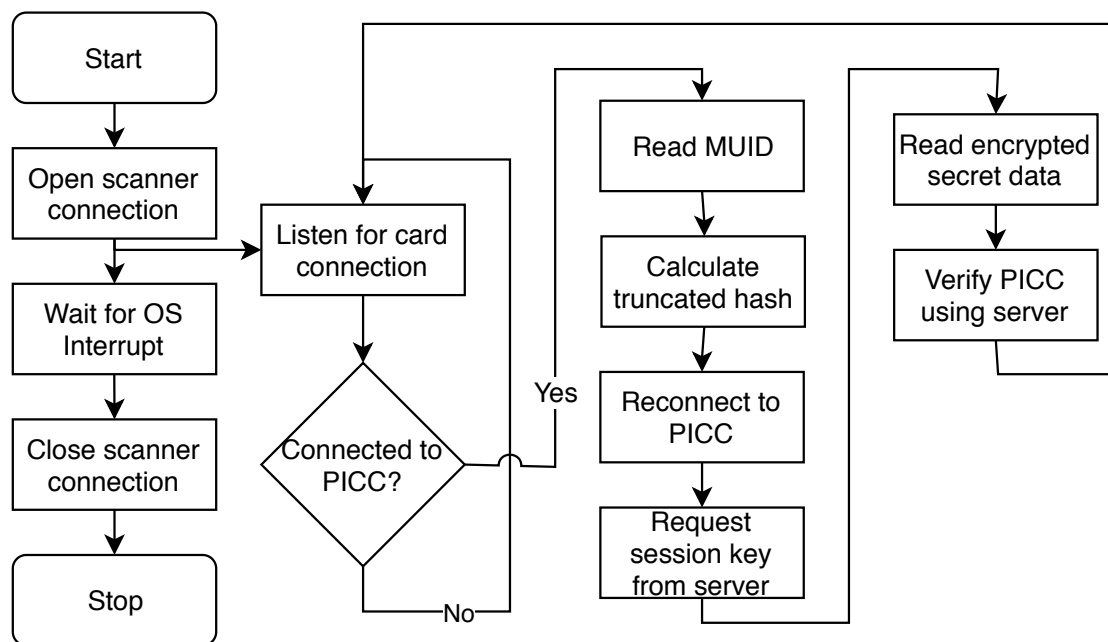 Start
Open scanner
connection
Wait for OS
Interrupt
Close scanner
connection
Stop
Listen for card
connection
Connected to
PICC?
No
Yes
Read MUID
Calculate
truncated hash
Reconnect to
PICC
Request
session key
from server
Read encrypted
secret data
Verify PICC
using server